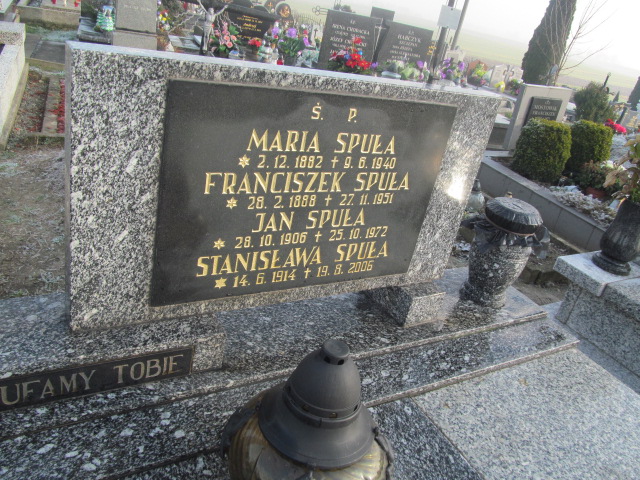 Ś. P.
MARIA SPUŁA
* 2. 12. 1882 + 9. 6. 1940
FRANCISZEK SPUŁA
* 28. 2. 1888 + 27. 11. 1951
JAN SPUŁA
* 28. 10. 1906 + 25. 10. 1972
STANISŁAWA SPUŁA
* 14. 6. 1914 + 19. 8. 2006
UFAMY TOBIE